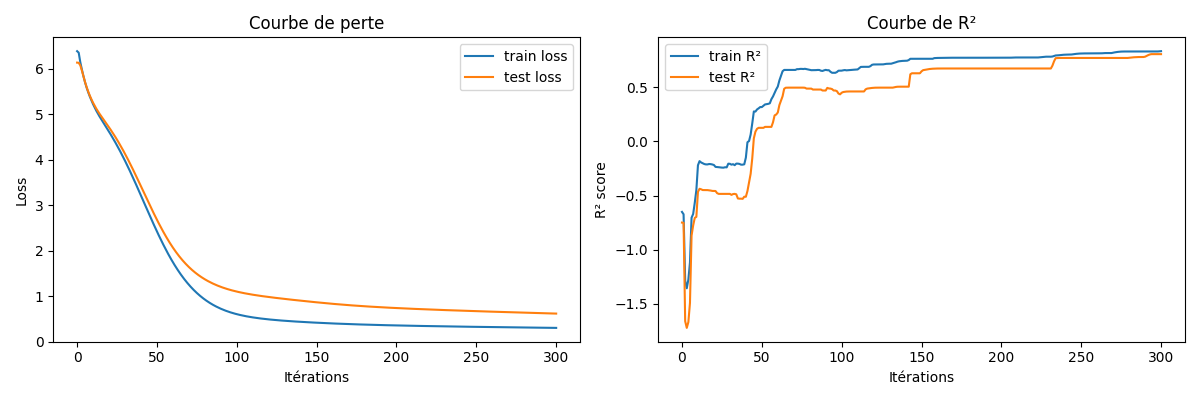 Courbe de perte
train loss
test loss
Loss
6
5
4
3
2
1
0
0 50 100 150 200 250 300
Itérations
Courbe de R²
train R²
test R²
R² score
0.5
0.0
−0.5
−1.0
−1.5
0 50 100 150 200 250 300
Itérations